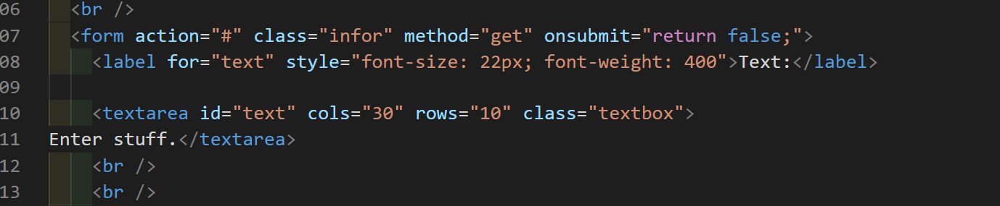 06 <br />
07 <form action="#" class="infor" method="get" onsubmit="return false;">
08 <label for="text" style="font-size: 22px; font-weight: 400">Text:</label>
09
10 <textarea id="text" cols="30" rows="10" class="textbox">
11 Enter stuff.</textarea>
12 <br />
13 <br />